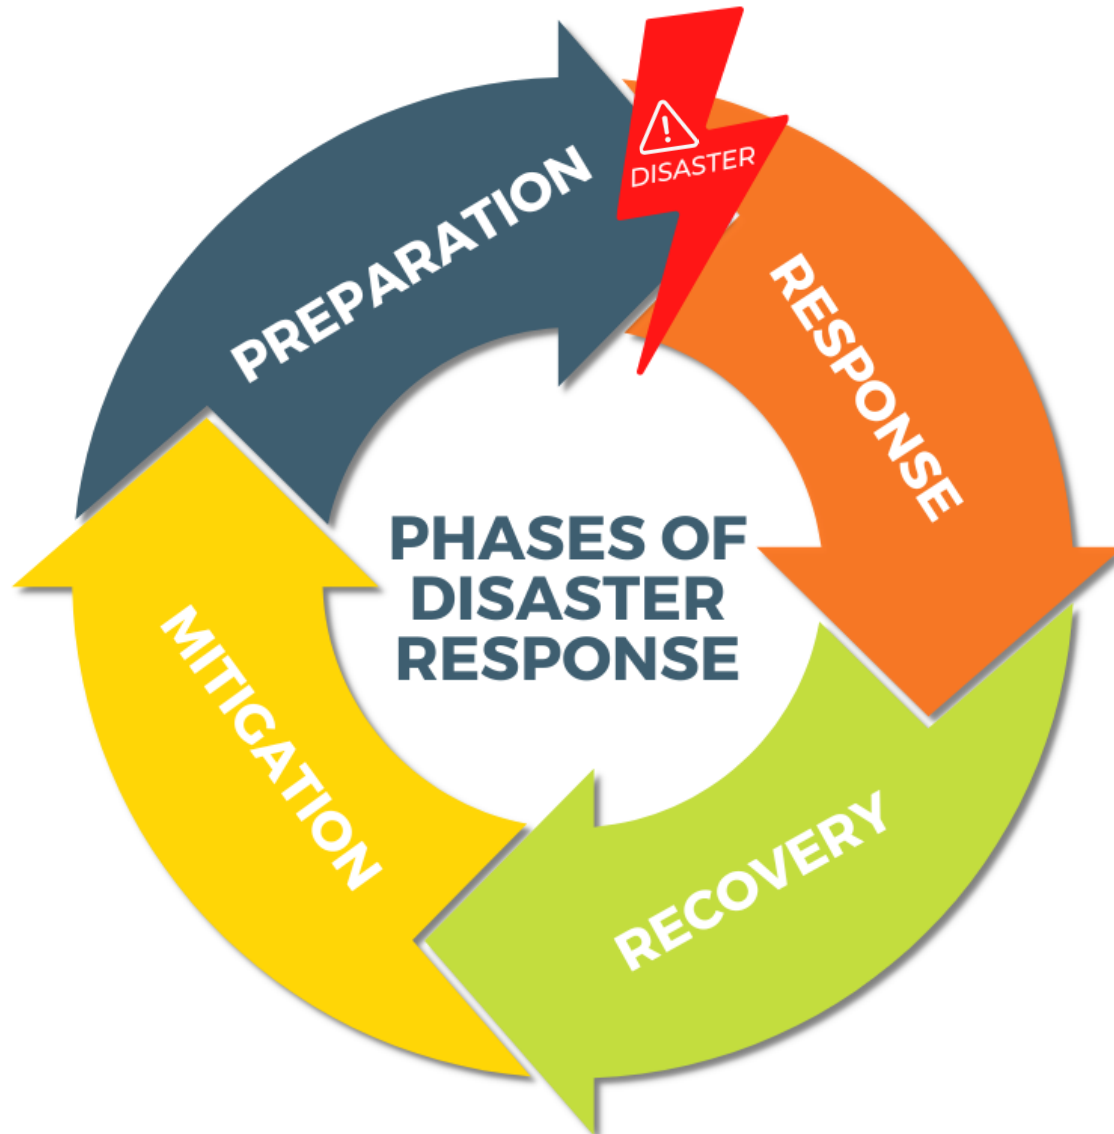 PREPARATION
DISASTER
RESPONSE
PHASES OF
DISASTER
RESPONSE
MITIGATION
RECOVERY